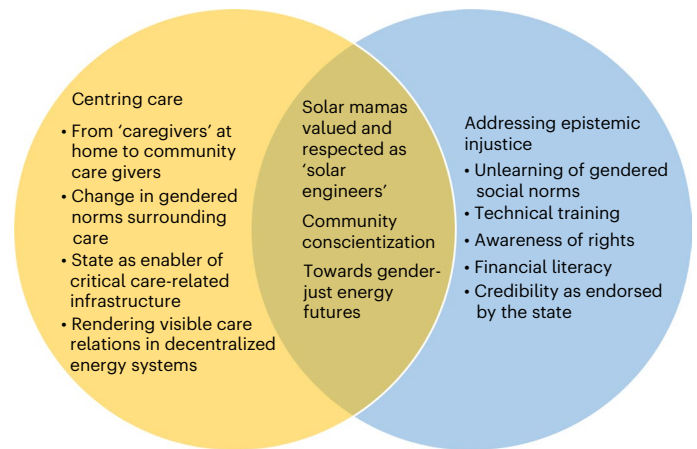 Centring care
• From ‘caregivers’ at
home to community
care givers
• Change in gendered
norms surrounding
care
• State as enabler of
critical care-related
infrastructure
• Rendering visible care
relations in decentralized
energy systems
Solar mamas
valued and
respected as
‘solar
engineers’
Community
conscientization
Towards gender-
just energy
futures
Addressing epistemic
injustice
• Unlearning of gendered
social norms
• Technical training
• Awareness of rights
• Financial literacy
• Credibility as endorsed
by the state